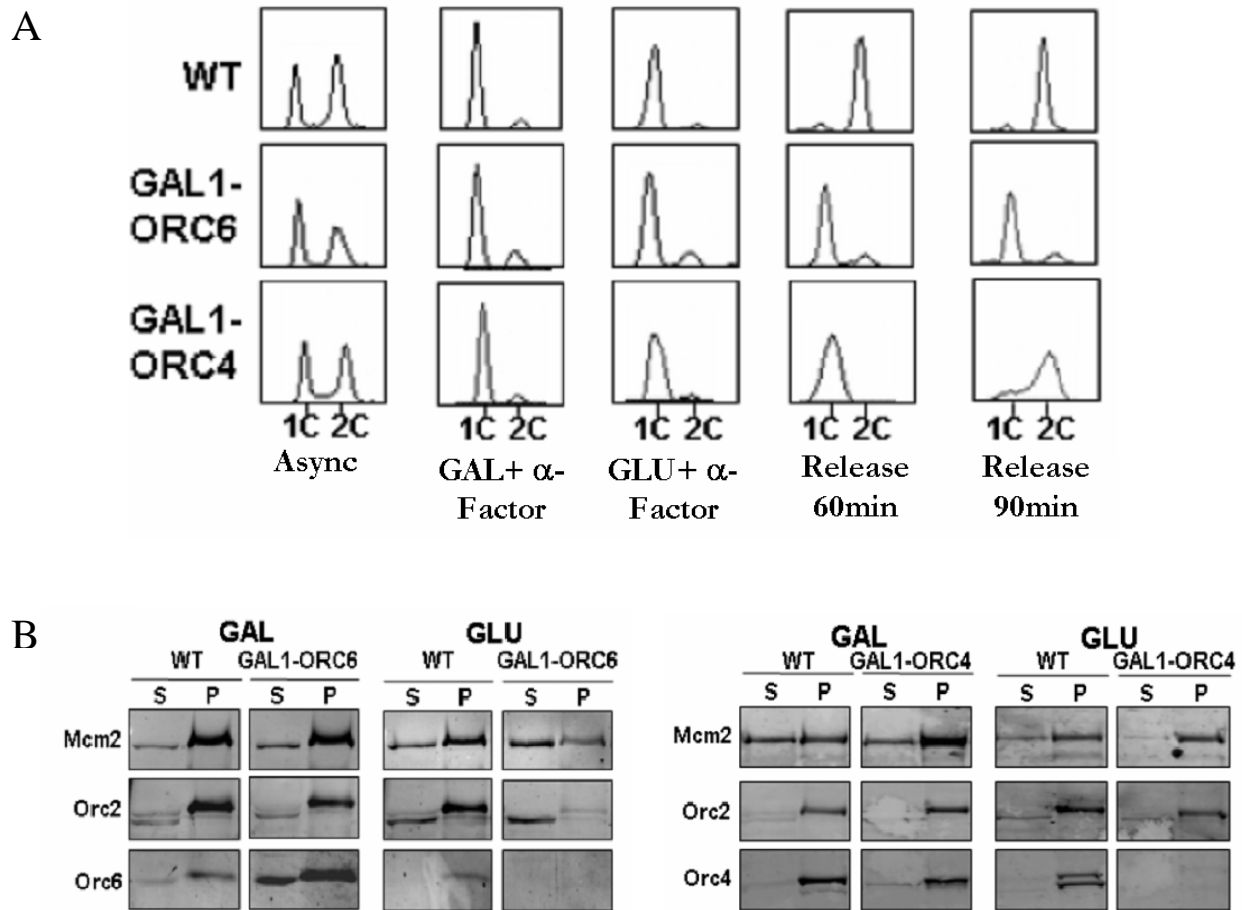 A
WT
GAL1-
ORC6
GAL1-
ORC4
1C 2C 1C 2C 1C 2C 1C 2C 1C 2C
Async
GAL+ α-
Factor
GLU+ α-
Factor
Release
60min
Release
90min
B
GAL GLU
WT GAL1-ORC6 WT GAL1-ORC6
S P S P S P S P
Mcm2
Orc2
Orc6
GAL GLU
WT GAL1-ORC4 WT GAL1-ORC4
S P S P S P S P
Mcm2
Orc2
Orc4